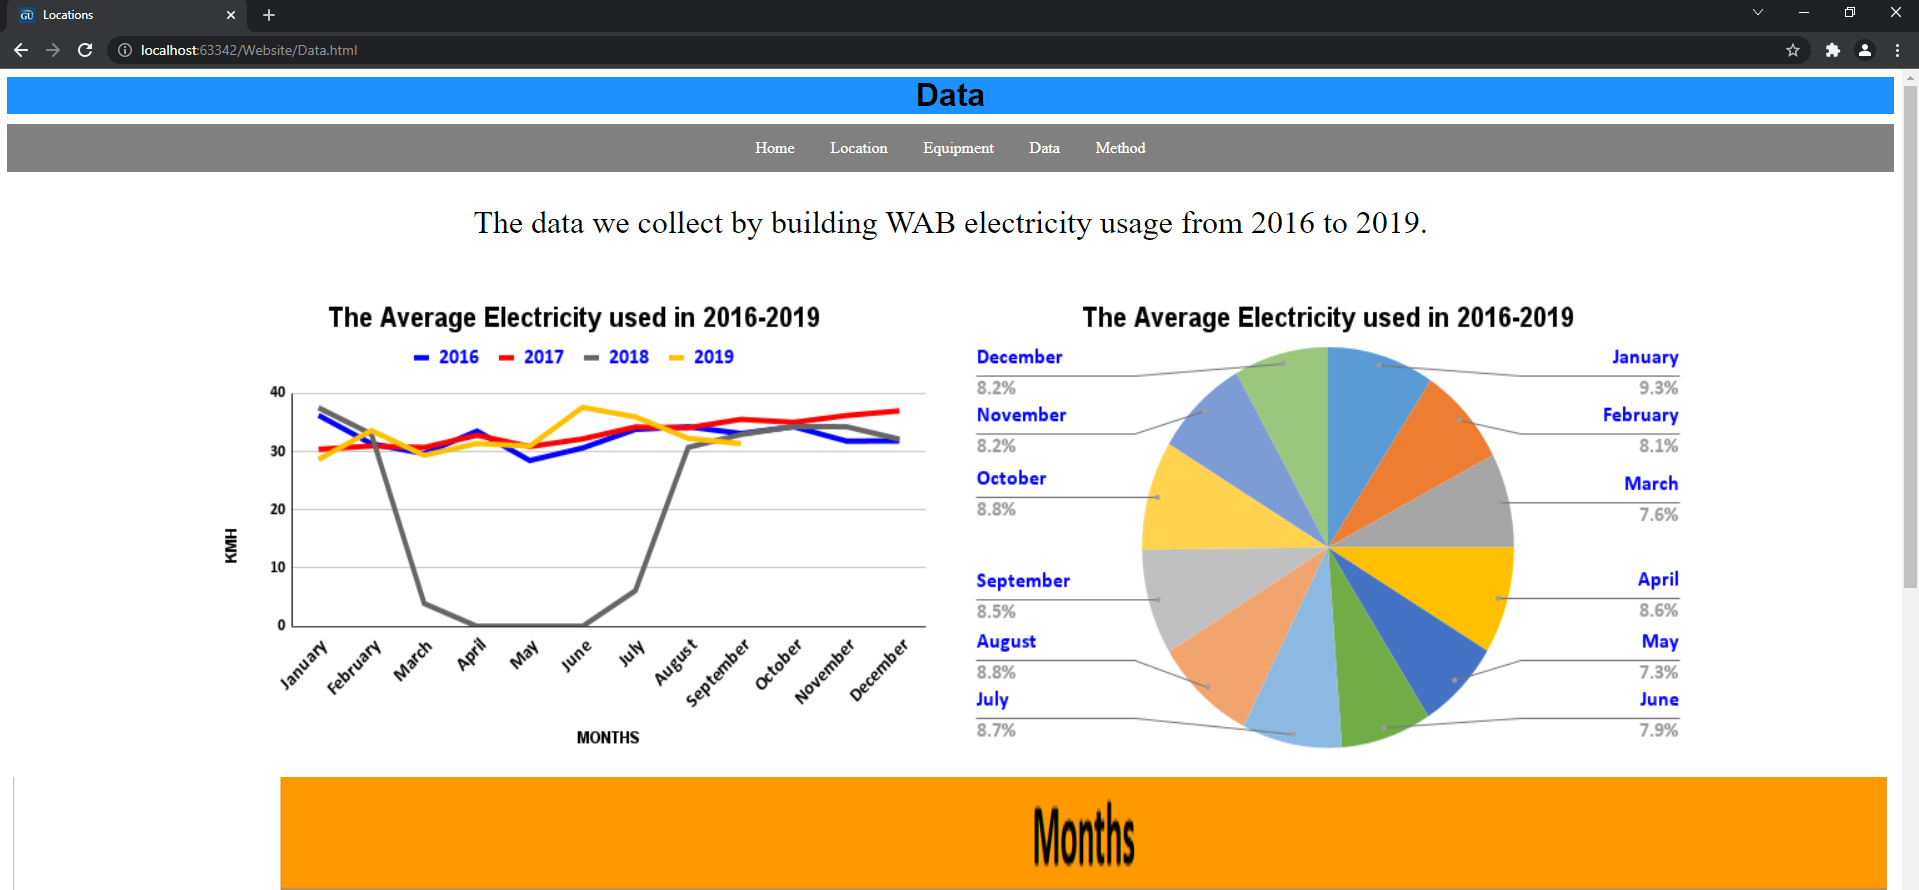 GU Locations
localhost:63342/Website/Data.html
Data
Home Location Equipment Data Method
The data we collect by building WAB electricity usage from 2016 to 2019.
The Average Electricity used in 2016-2019
2016 2017 2018 2019
40
30
20
10
0
KMH
January February March April May June July August September October November December
MONTHS
The Average Electricity used in 2016-2019
December
8.2%
November
8.2%
October
8.8%
September
8.5%
August
8.8%
July
8.7%
January
9.3%
February
8.1%
March
7.6%
April
8.6%
May
7.3%
June
7.9%
Months